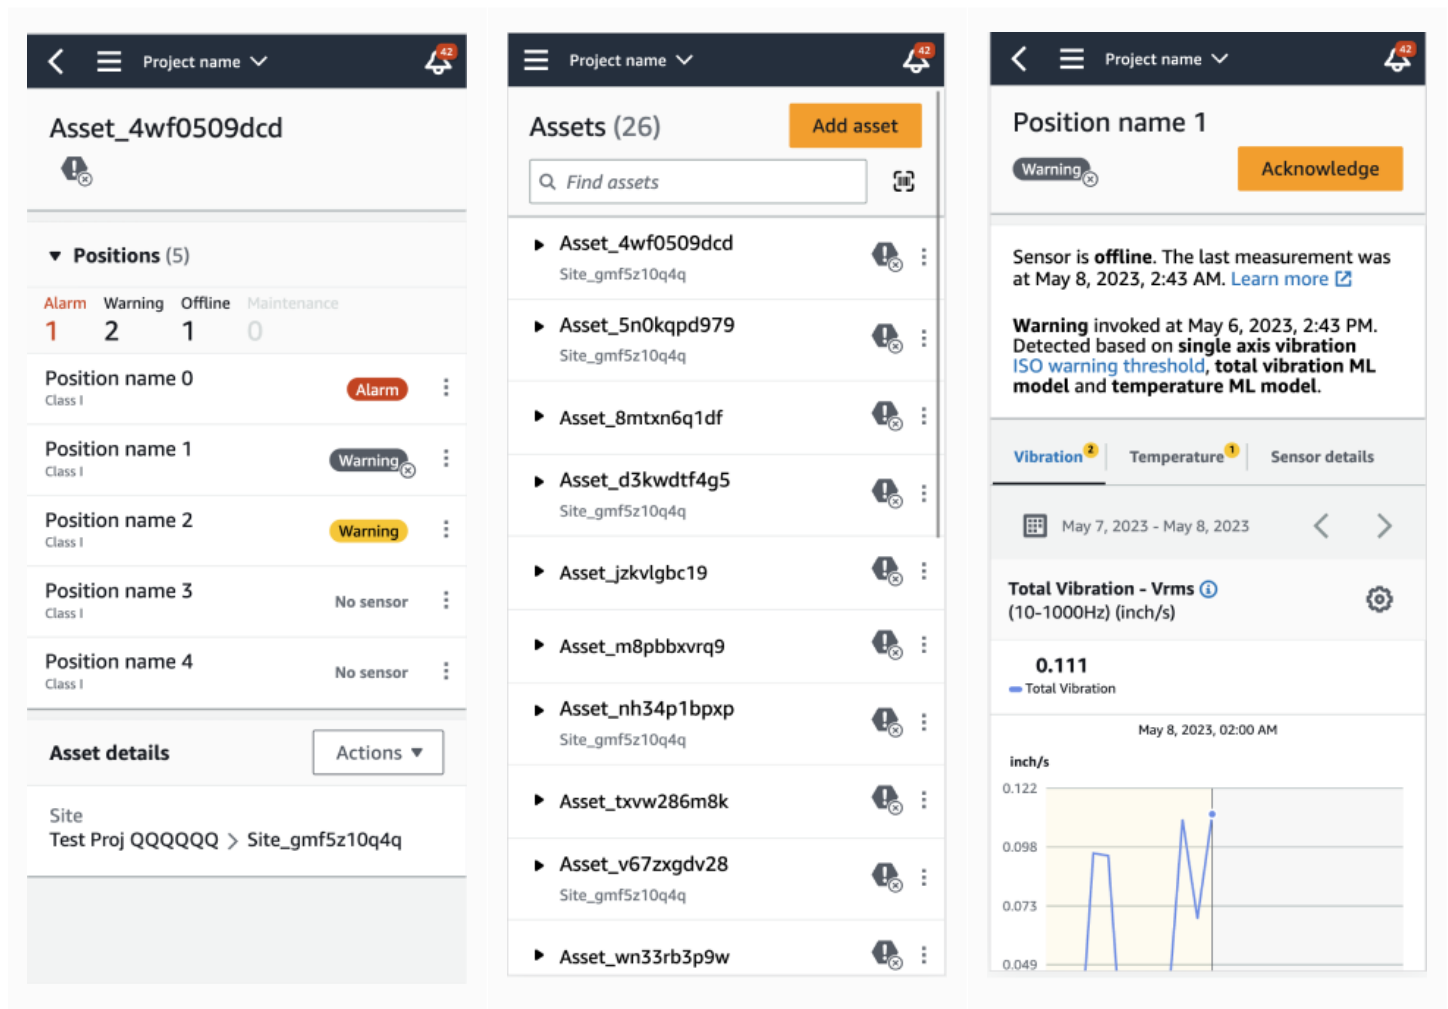 Project name
42
Asset_4wf0509dcd
Positions (5)
Alarm Warning Offline Maintenance
1 2 1 0
Position name 0
Class I
Alarm
Position name 1
Class I
Warning
Position name 2
Class I
Warning
Position name 3
Class I
No sensor
Position name 4
Class I
No sensor
Asset details
Actions
Site
Test Proj QQQQQQ > Site_gmf5z10q4q
Project name
42
Assets (26)
Add asset
Find assets
Asset_4wf0509dcd
Site_gmf5z10q4q
Asset_5n0kqpd979
Site_gmf5z10q4q
Asset_8mtxn6q1df
Asset_d3kwdtf4g5
Site_gmf5z10q4q
Asset_jzkvlgbc19
Asset_m8pbbxvrq9
Asset_nh34p1bpxp
Site_gmf5z10q4q
Asset_txvw286m8k
Asset_v67zxgdv28
Site_gmf5z10q4q
Asset_wn33rb3p9w
Project name
42
Position name 1
Warning
Acknowledge
Sensor is offline. The last measurement was
at May 8, 2023, 2:43 AM. Learn more
Warning invoked at May 6, 2023, 2:43 PM.
Detected based on single axis vibration
ISO warning threshold, total vibration ML
model and temperature ML model.
Vibration 2
Temperature 1
Sensor details
May 7, 2023 - May 8, 2023
Total Vibration - Vrms
(10-1000Hz) (inch/s)
0.111
Total Vibration
May 8, 2023, 02:00 AM
inch/s
0.122
0.098
0.073
0.049